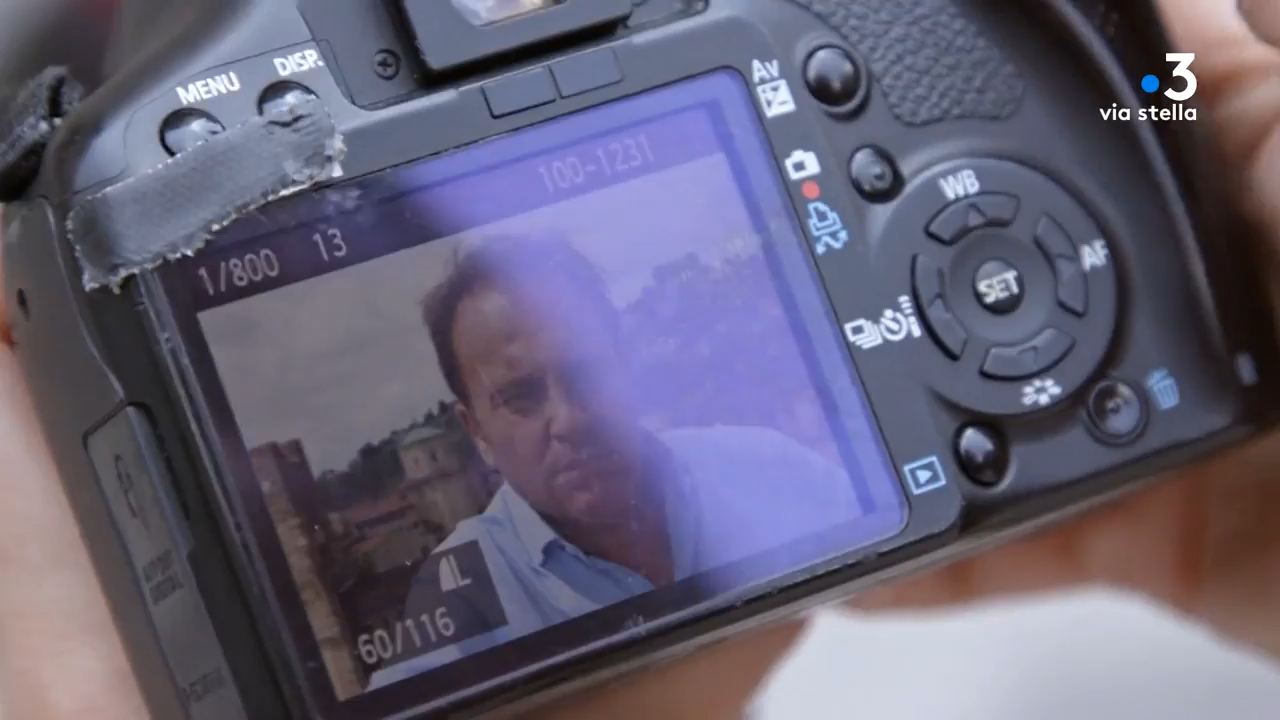 3
via stella
MENU
DISP.
Av
100-1231
1/800 13
WB
AF
SET
L
60/116